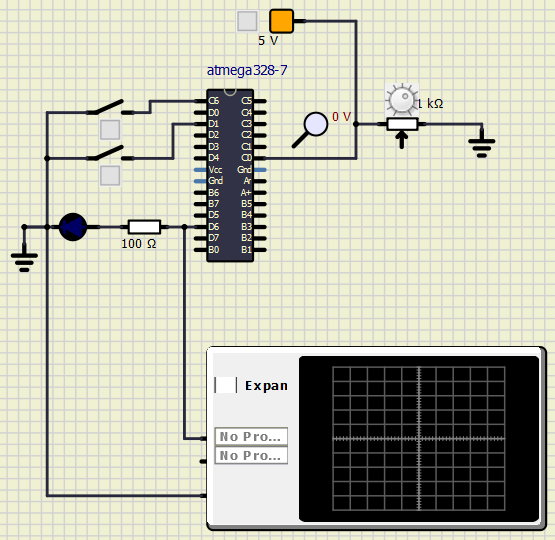 5 V
atmega328-7
0 V
1 kΩ
C6 C5
D0 C4
D1 C3
D2 C2
D3 C1
D4 C0
Vcc Gnd
Gnd Ar
B6 A+
B7 B5
D5 B4
D6 B3
D7 B2
B0 B1
100 Ω
Expan
No Pro...
No Pro...